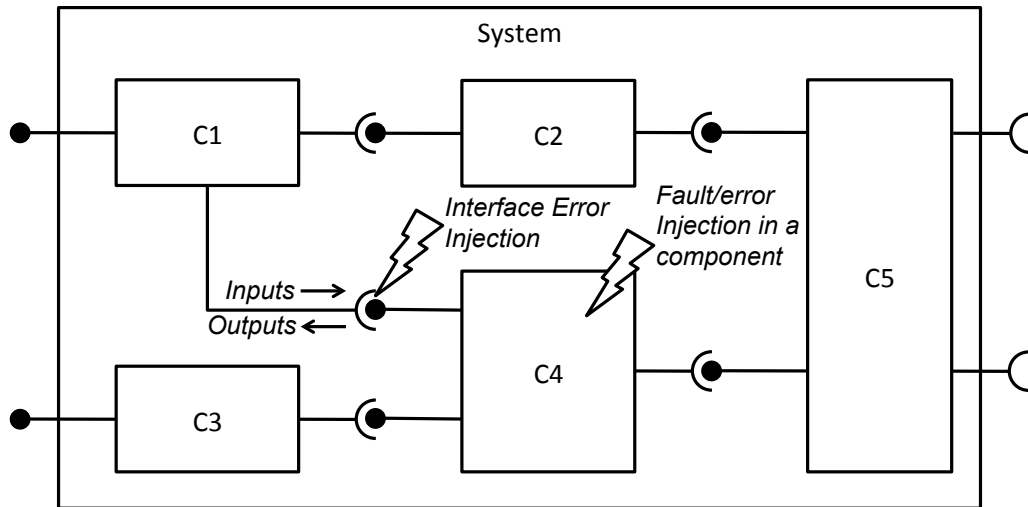 System
C1
C2
Interface Error
Injection
Fault/error
Injection in a
component
C5
Inputs
Outputs
C4
C3